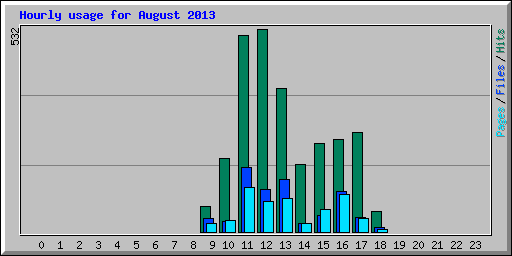 Hourly usage for August 2013
532
Pages/Files/Hits
0 1 2 3 4 5 6 7 8 9 10 11 12 13 14 15 16 17 18 19 20 21 22 23